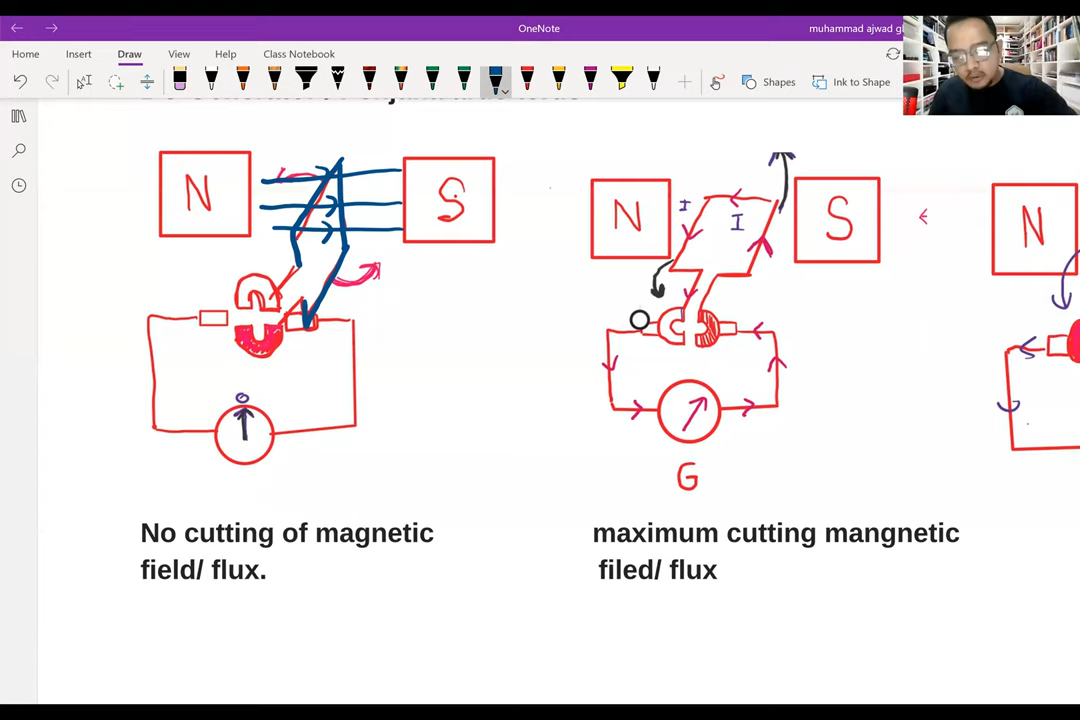 OneNote
muhammad ajwad
Home Insert Draw View Help Class Notebook
Shapes Ink to Shape
N S
N S
I I
N
G
No cutting of magnetic
field/ flux.
maximum cutting mangnetic
filed/ flux